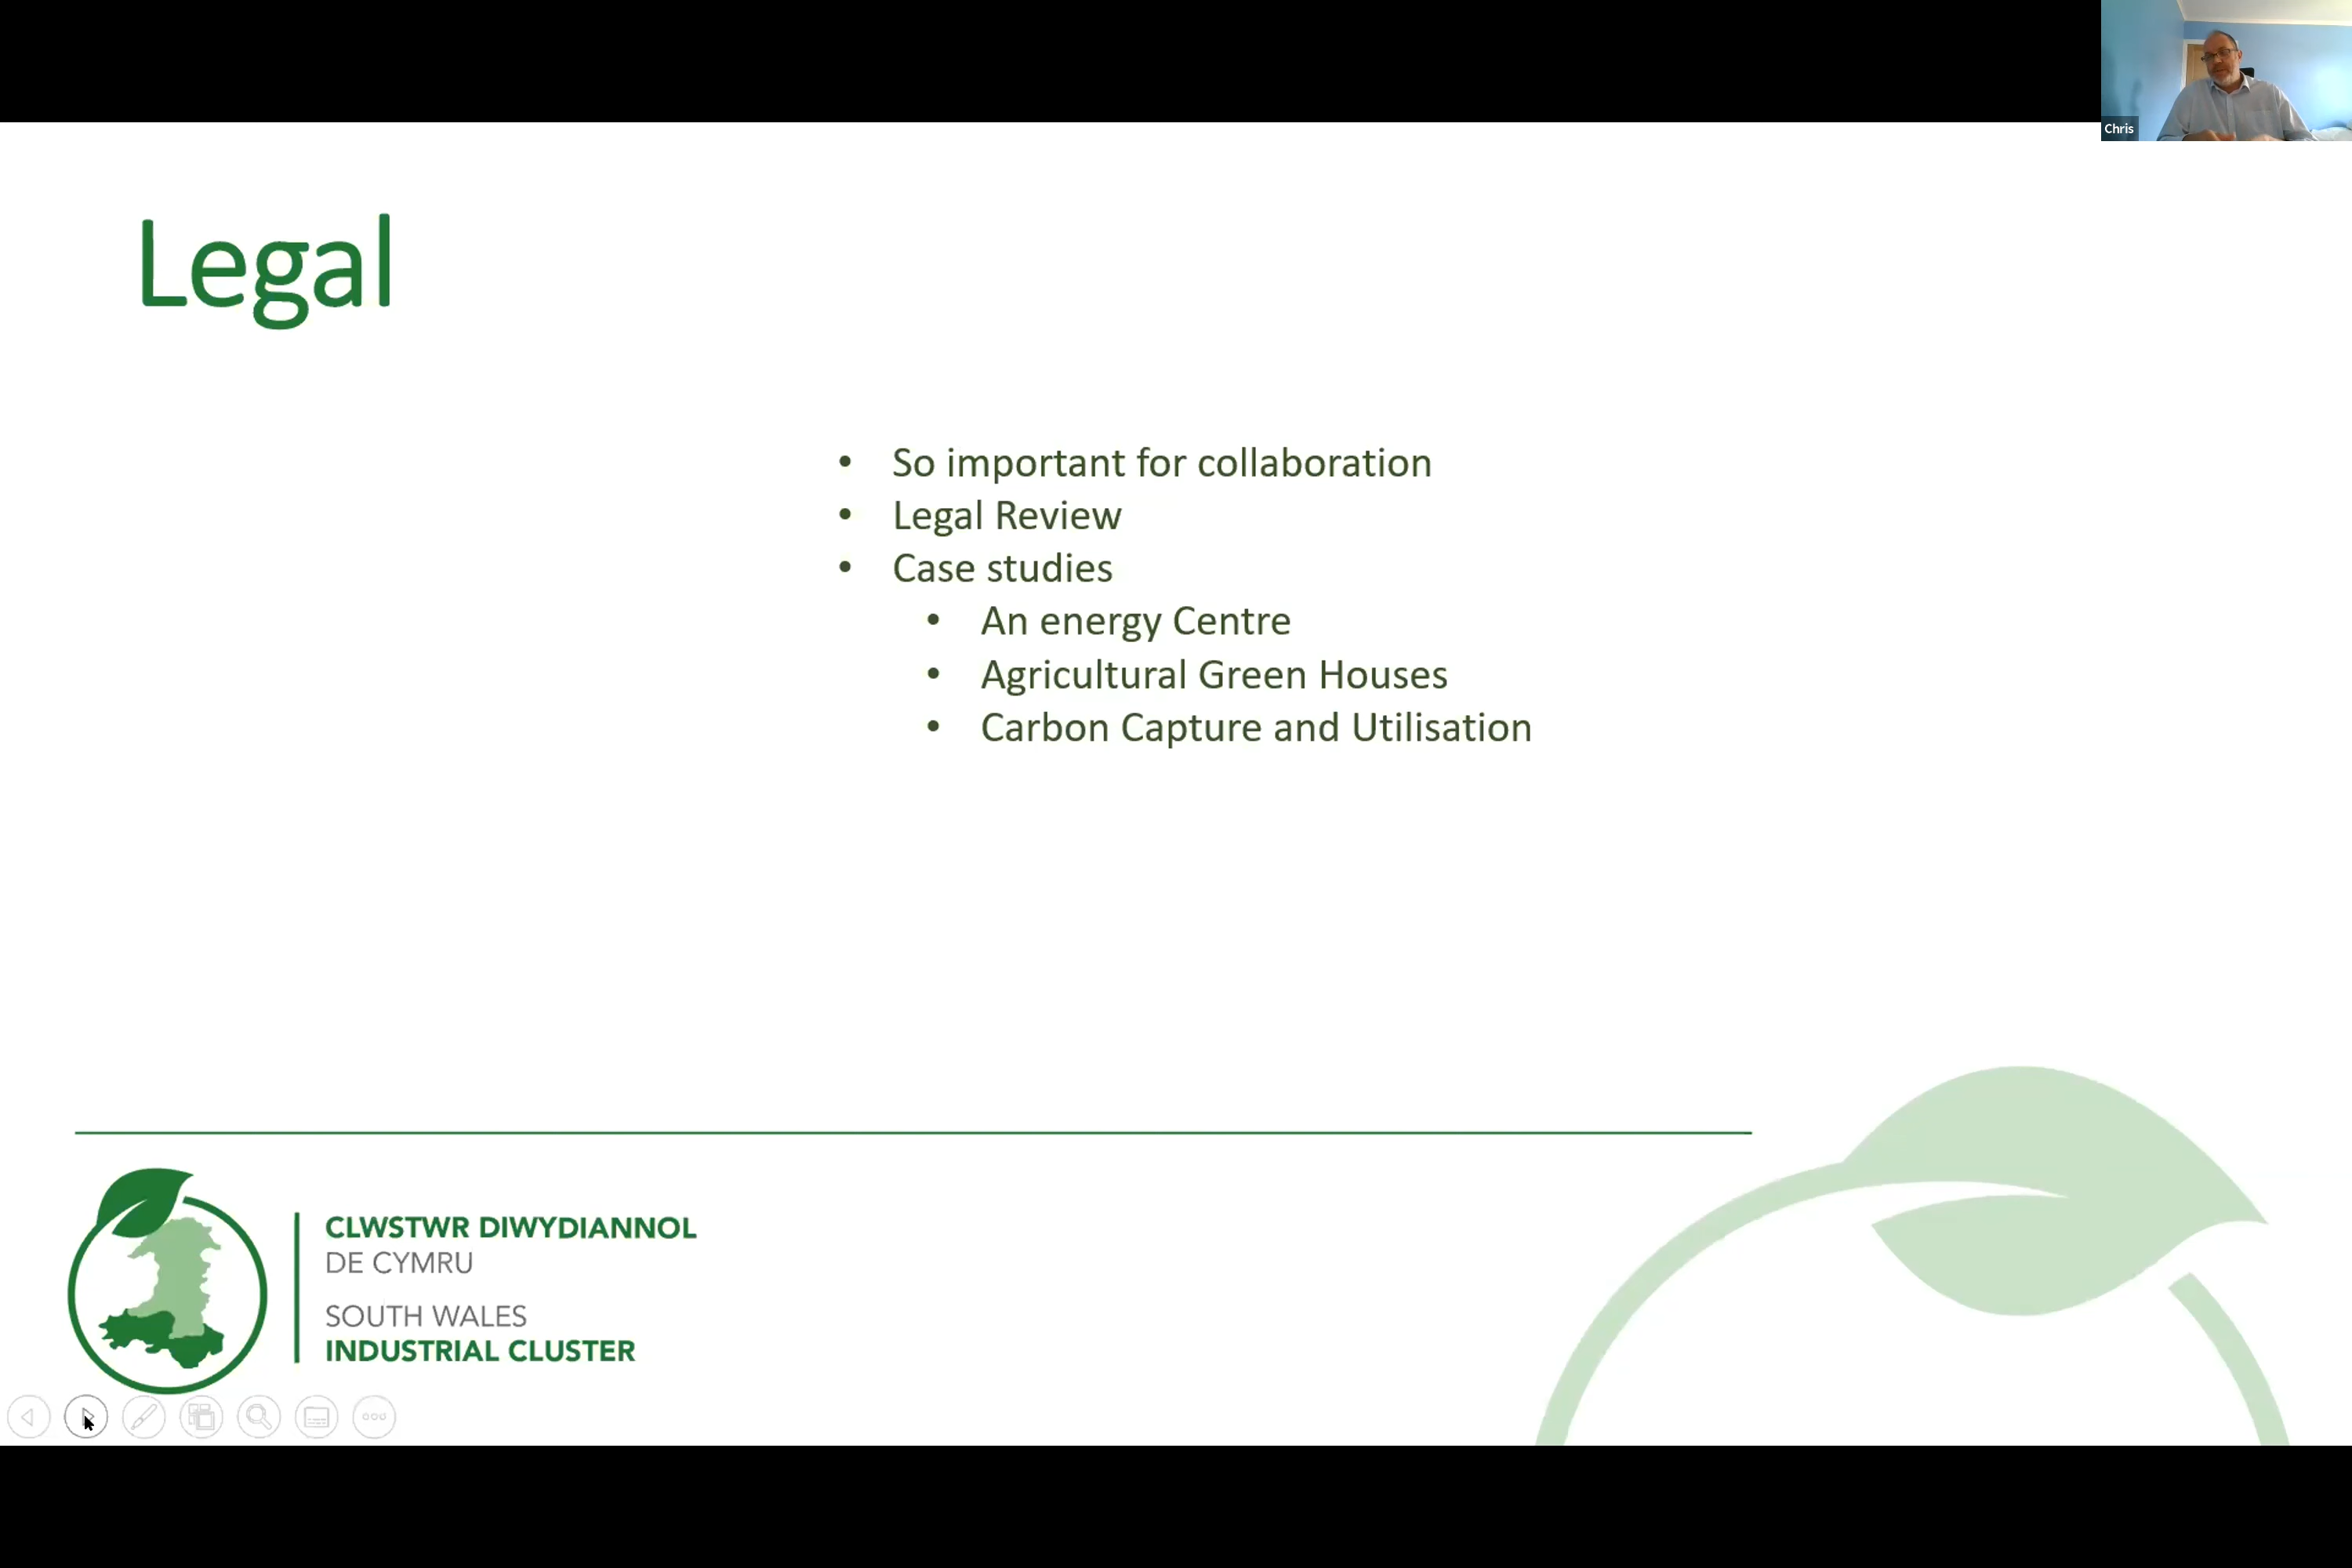 Chris
Legal
• So important for collaboration
• Legal Review
• Case studies
• An energy Centre
• Agricultural Green Houses
• Carbon Capture and Utilisation
CLWSTWR DIWYDIANNOL
DE CYMRU
SOUTH WALES
INDUSTRIAL CLUSTER